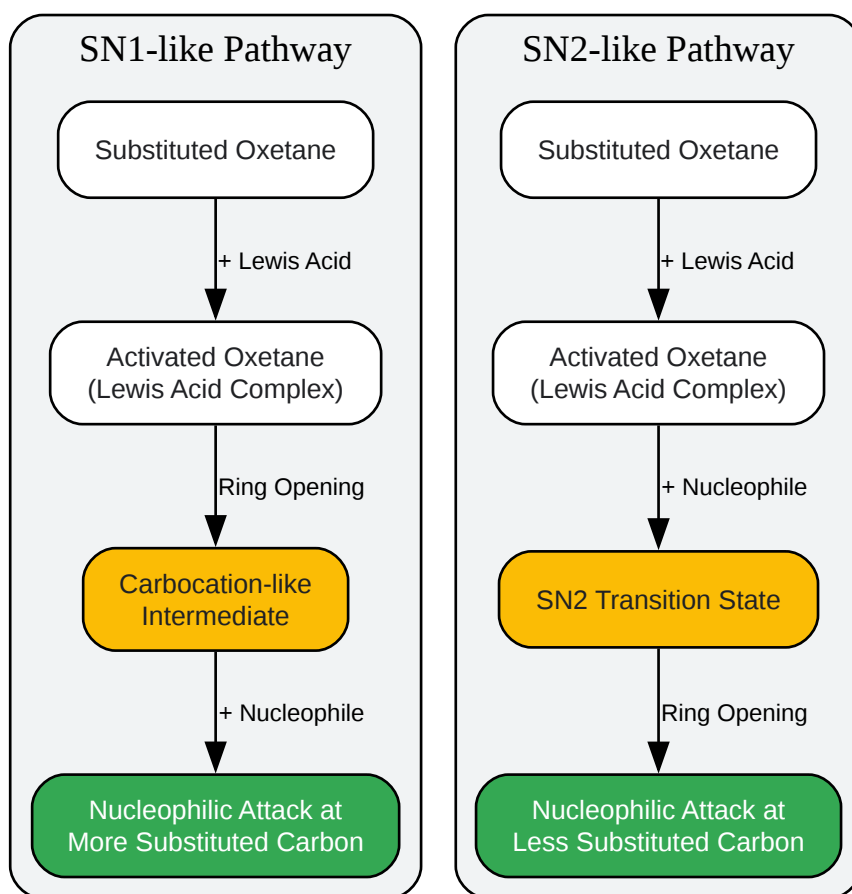 SN1-like Pathway
Substituted Oxetane
+ Lewis Acid
Activated Oxetane
(Lewis Acid Complex)
Ring Opening
Carbocation-like
Intermediate
+ Nucleophile
Nucleophilic Attack at
More Substituted Carbon
SN2-like Pathway
Substituted Oxetane
+ Lewis Acid
Activated Oxetane
(Lewis Acid Complex)
+ Nucleophile
SN2 Transition State
Ring Opening
Nucleophilic Attack at
Less Substituted Carbon